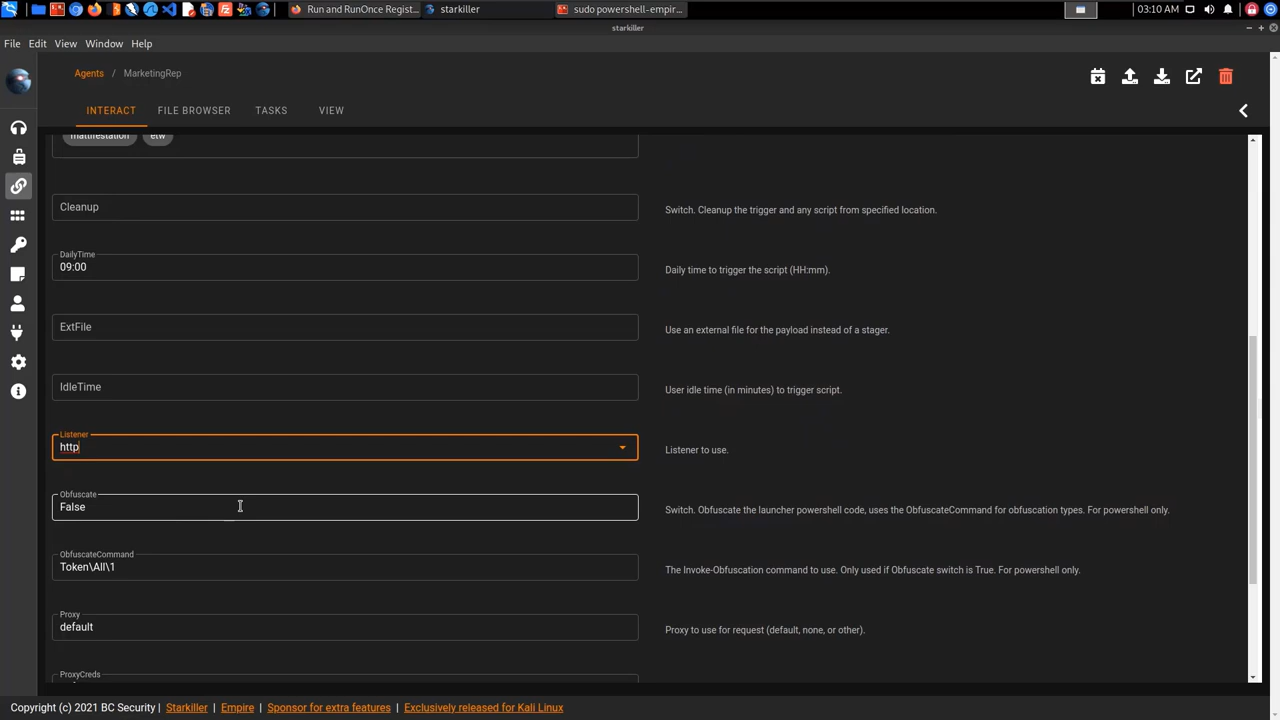 Run and RunOnce Regist...
starkiller
sudo powershell-empir...
03:10 AM
starkiller
File Edit View Window Help
Agents / MarketingRep
INTERACT FILE BROWSER TASKS VIEW
mattifestation etw
Cleanup
Switch. Cleanup the trigger and any script from specified location.
DailyTime
09:00
Daily time to trigger the script (HH:mm).
ExtFile
Use an external file for the payload instead of a stager.
IdleTime
User idle time (in minutes) to trigger script.
Listener
http
Listener to use.
Obfuscate
False
Switch. Obfuscate the launcher powershell code, uses the ObfuscateCommand for obfuscation types. For powershell only.
ObfuscateCommand
Token\All\1
The Invoke-Obfuscation command to use. Only used if Obfuscate switch is True. For powershell only.
Proxy
default
Proxy to use for request (default, none, or other).
ProxyCreds
Copyright (c) 2021 BC Security | Starkiller | Empire | Sponsor for extra features | Exclusively released for Kali Linux